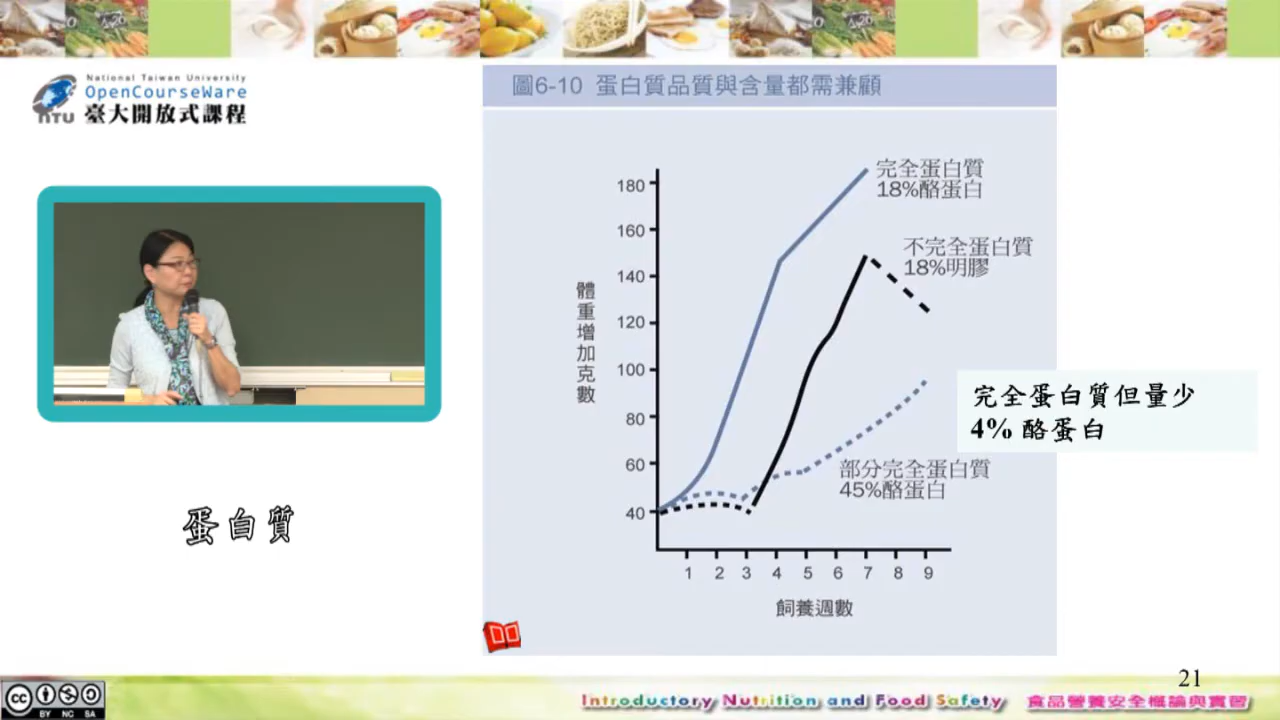 National Taiwan University
OpenCourseWare
NTU 臺大開放式課程
圖6-10 蛋白質品質與含量都需兼顧
完全蛋白質
18%酪蛋白
不完全蛋白質
18%明膠
完全蛋白質但量少
4% 酪蛋白
部分完全蛋白質
45%酪蛋白
體重增加克數
180
160
140
120
100
80
60
40
1 2 3 4 5 6 7 8 9
飼養週數
蛋白質
21
cc BY NC SA
Introductory Nutrition and Food Safety 食品營養安全概論與實習